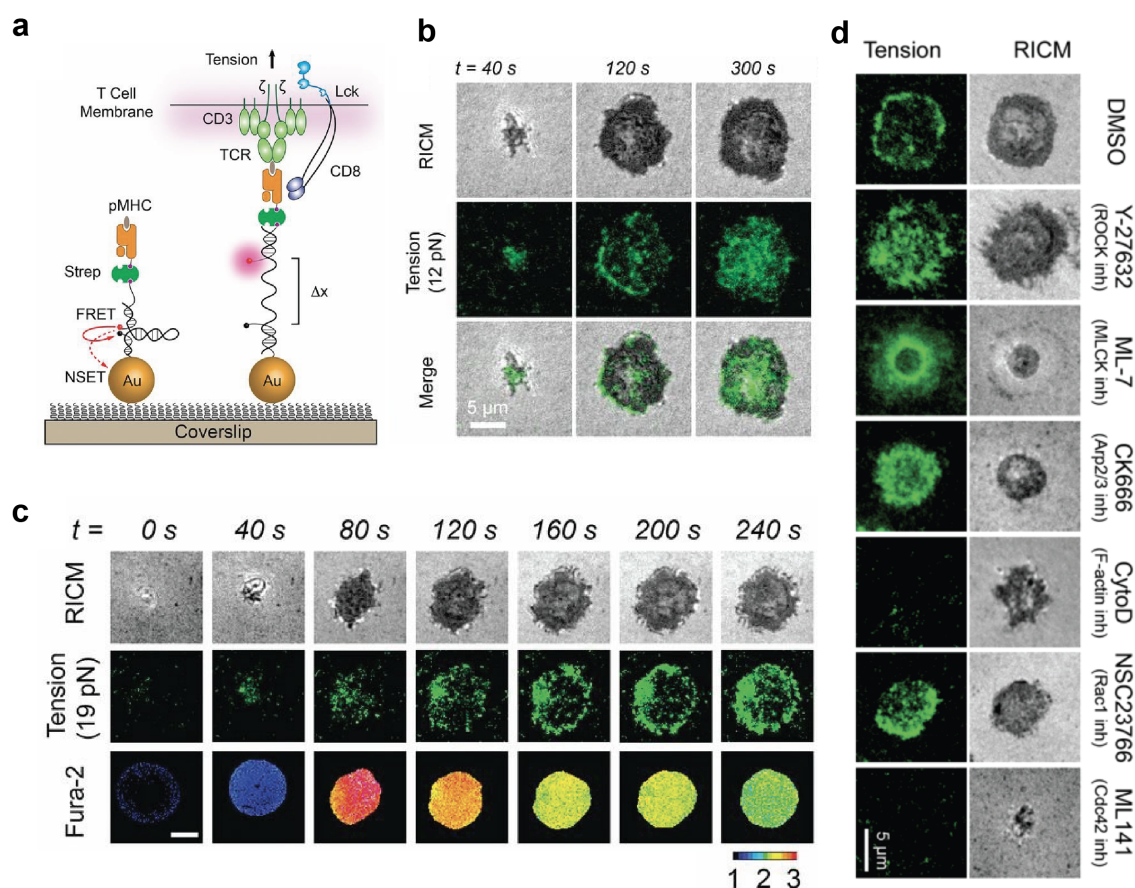 a
Tension
ζ ζ
Lck
T Cell
Membrane
CD3
TCR
CD8
pMHC
Strep
Δx
FRET
NSET
Au
Au
Coverslip
b
t = 40 s 120 s 300 s
RICM
Tension
(12 pN)
Merge
5 μm
c
t = 0 s 40 s 80 s 120 s 160 s 200 s 240 s
RICM
Tension
(19 pN)
Fura-2
1 2 3
d
Tension RICM
DMSO
Y-27632
(ROCK inh)
ML-7
(MLCK inh)
CK666
(Arp2/3 inh)
CytoD
(F-actin inh)
NSC23766
(Rac1 inh)
ML141
(Cdc42 inh)
5 μm